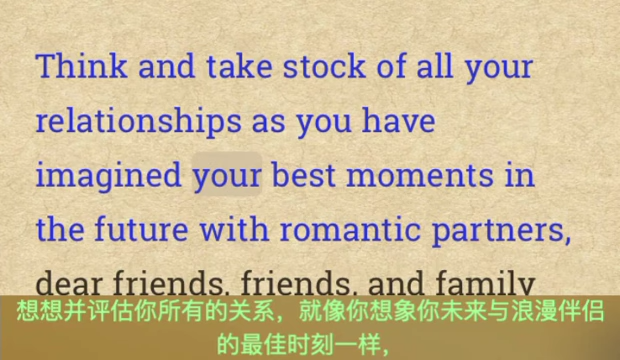 Think and take stock of all your
relationships as you have
imagined your best moments in
the future with romantic partners,
dear friends, friends, and family
想想并评估你所有的关系，就像你想象你未来与浪漫伴侣
的最佳时刻一样，